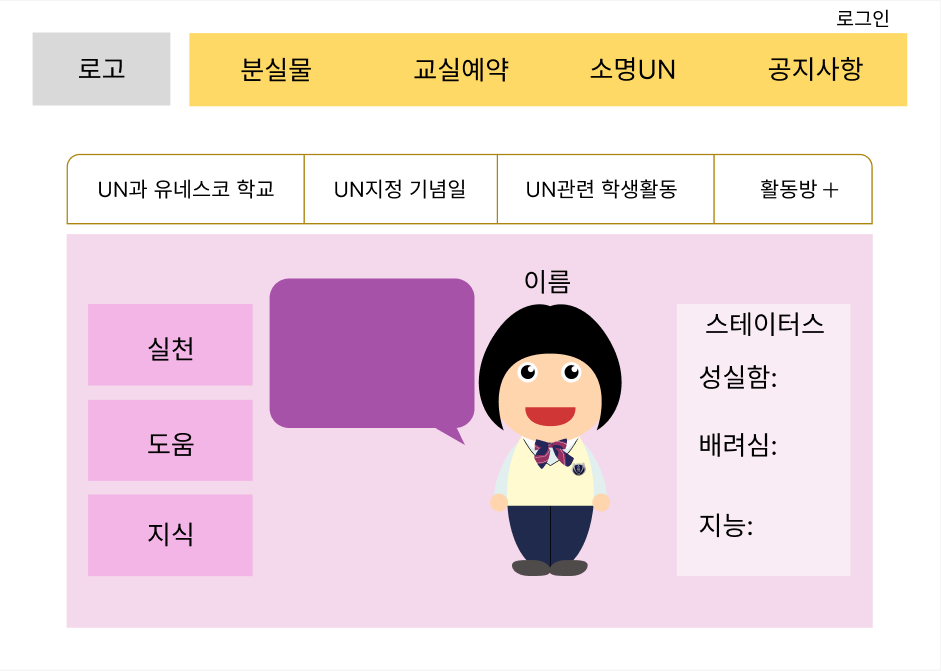 로그인
로고
분실물
교실예약
소명UN
공지사항
UN과 유네스코 학교
UN지정 기념일
UN관련 학생활동
활동방 +
이름
실천
도움
지식
스테이터스
성실함:
배려심:
지능: